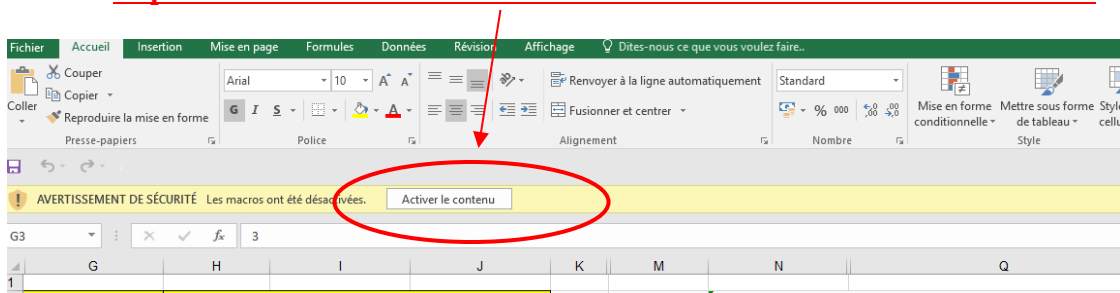 Fichier Accueil Insertion Mise en page Formules Données Révision Affichage Dites-nous ce que vous voulez faire..
Couper
Copier
Coller
Reproduire la mise en forme
Presse-papiers
Arial 10 A A
G I S A
Police
Renvoyer à la ligne automatiquement
Fusionner et centrer
Alignement
Standard
% 000 ,00 ,00
Nombre
Mise en forme conditionnelle
Mettre sous forme de tableau
Style
AVERTISSEMENT DE SÉCURITÉ Les macros ont été désactivées. Activer le contenu
G3 fx 3
G H I J K M N Q
1